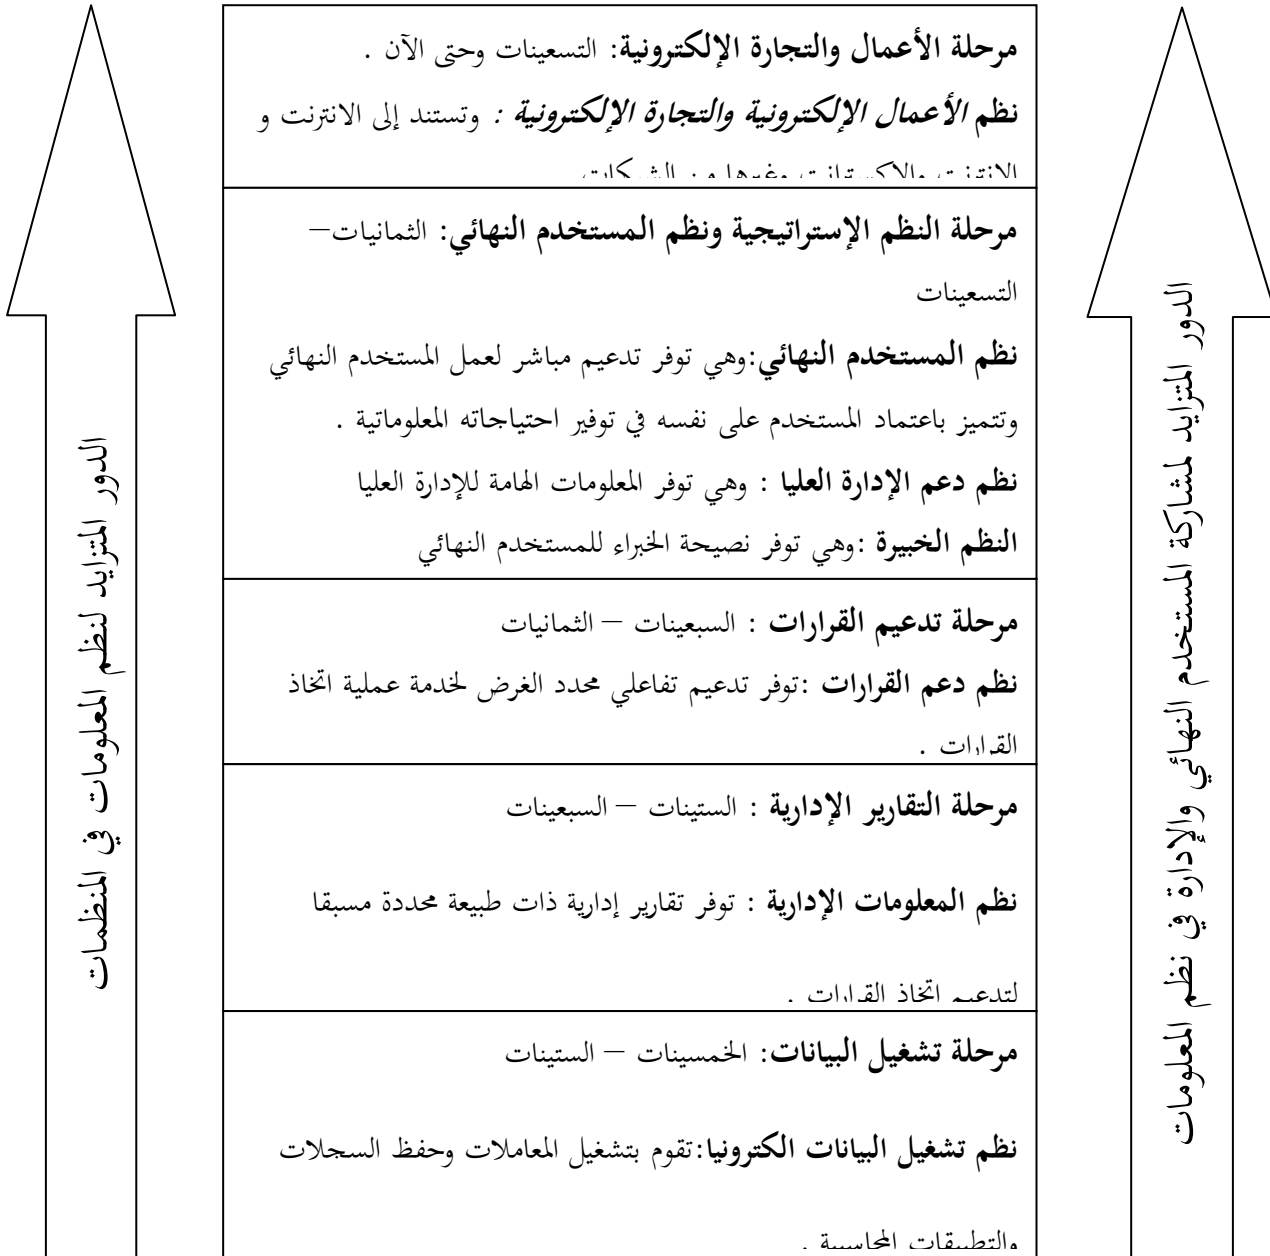 مرحلة الأعمال والتجارة الإلكترونية: التسعينات وحتى الآن .
نظم الأعمال الإلكترونية والتجارة الإلكترونية : وتستند إلى الانترنت و
الانترنت والاكسترانت وغيرها من الشبكات
مرحلة النظم الإستراتيجية ونظم المستخدم النهائي: الثمانيات–
التسعينات
نظم المستخدم النهائي:وهي توفر تدعيم مباشر لعمل المستخدم النهائي
وتتميز باعتماد المستخدم على نفسه في توفير احتياجاته المعلوماتية .
نظم دعم الإدارة العليا : وهي توفر المعلومات الهامة للإدارة العليا
النظم الخبيرة :وهي توفر نصيحة الخبراء للمستخدم النهائي
مرحلة تدعيم القرارات : السبعينات – الثمانيات
نظم دعم القرارات :توفر تدعيم تفاعلي محدد الغرض لخدمة عملية اتخاذ
القرارات .
مرحلة التقارير الإدارية : الستينات – السبعينات
نظم المعلومات الإدارية : توفر تقارير إدارية ذات طبيعة محددة مسبقا
لتدعيم اتخاذ القرارات .
مرحلة تشغيل البيانات: الخمسينات – الستينات
نظم تشغيل البيانات الكترونيا:تقوم بتشغيل المعاملات وحفظ السجلات
والتطبيقات المحاسبية .
الدور المتزايد لمشاركة المستخدم النهائي والإدارة في نظم المعلومات
الدور المتزايد لنظم المعلومات في المنظمات